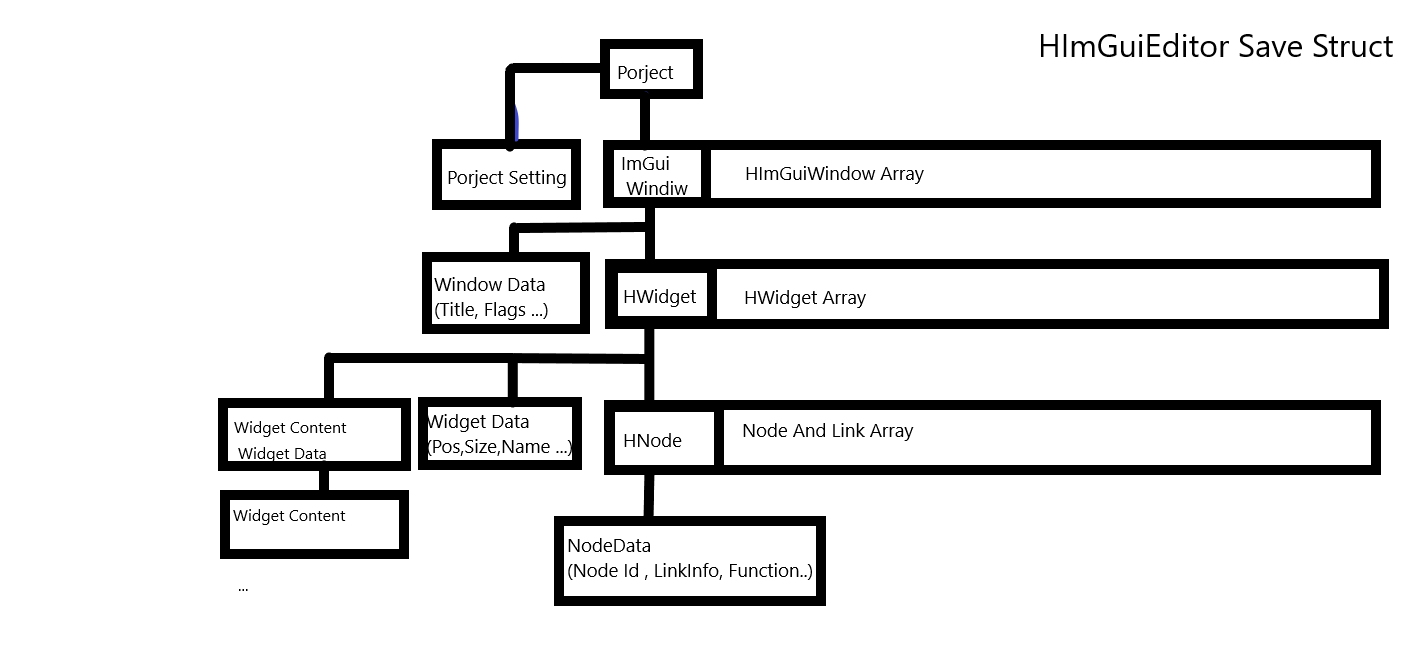 HImGuiEditor Save Struct
Porject
Porject Setting
ImGui
Windiw
HImGuiWindow Array
Window Data
(Title, Flags ...)
HWidget
HWidget Array
Widget Content
Widget Data
Widget Data
(Pos,Size,Name ...)
HNode
Node And Link Array
Widget Content
...
NodeData
(Node Id , LinkInfo, Function..)